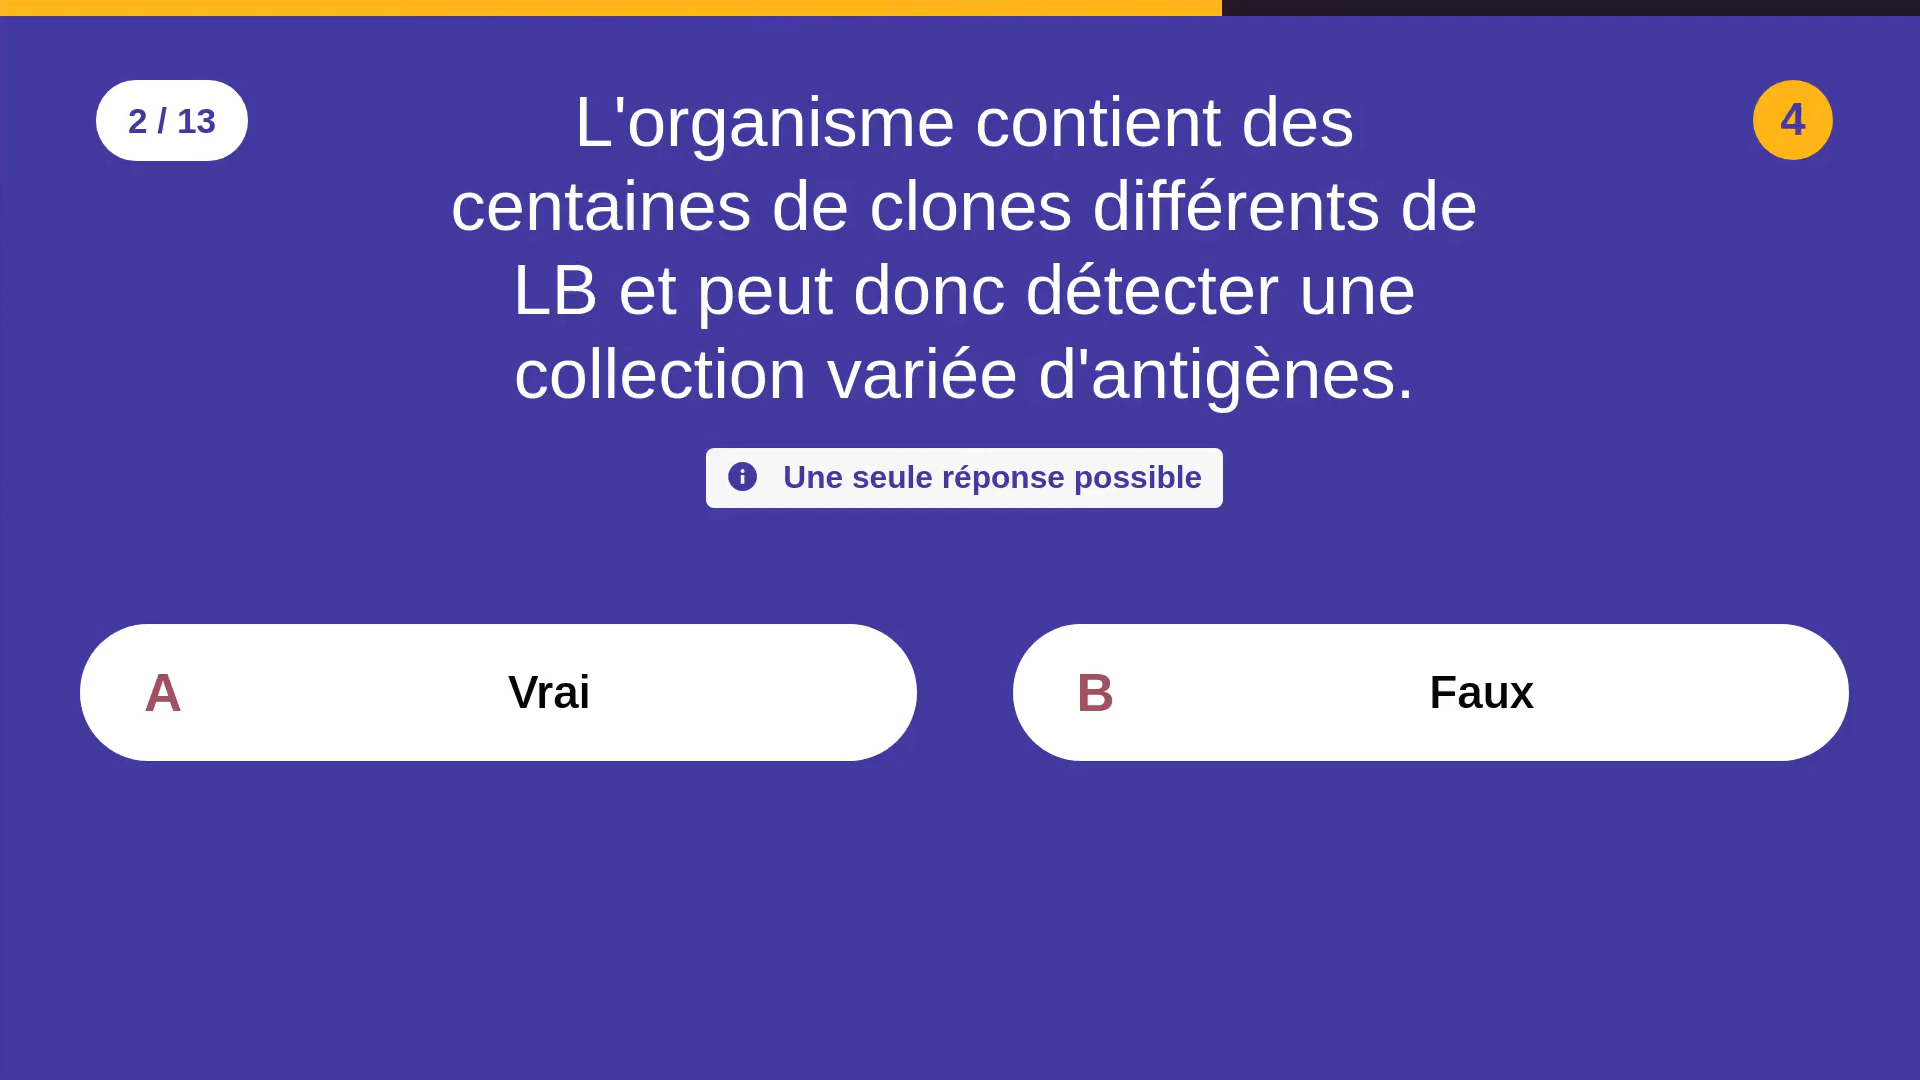 2 / 13
L'organisme contient des
centaines de clones différents de
LB et peut donc détecter une
collection variée d'antigènes.
4
Une seule réponse possible
A Vrai
B Faux